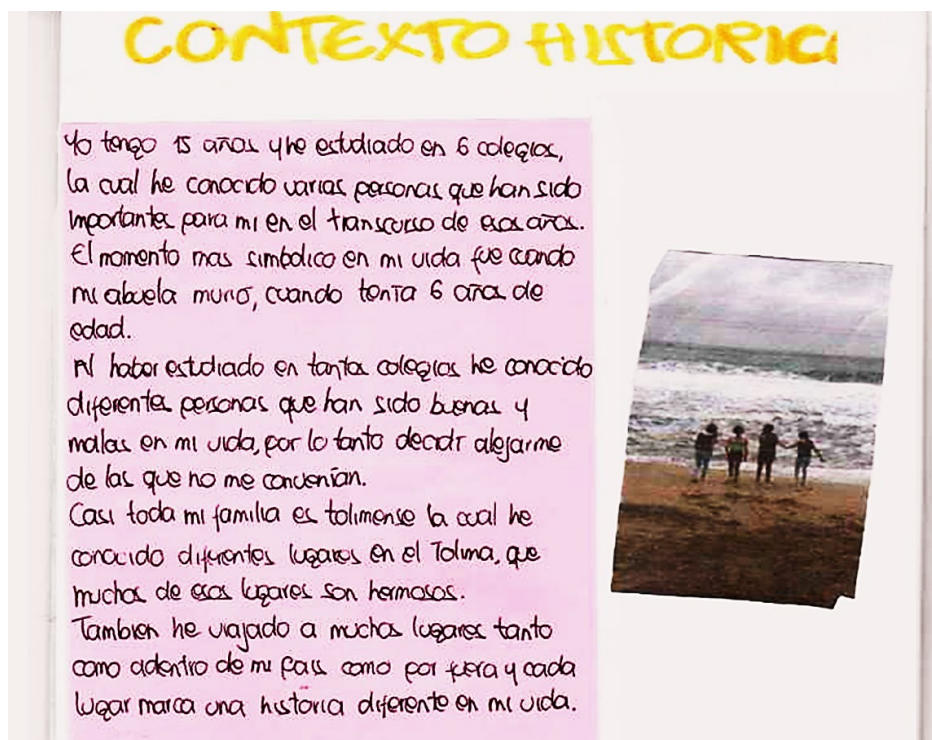 CONTEXTO HISTORIC
Yo tengo 15 años y he estudiado en 6 colegios,
la cual he conocido varias personas que han sido
importantes para mi en el transcurso de esos años.
El momento mas simbolico en mi vida fue cuando
mi abuela murió, cuando tenía 6 años de
edad.
Al haber estudiado en tantos colegios he conocido
diferentes personas que han sido buenas y
malas en mi vida, por lo tanto decidí alejarme
de las que no me convenían.
Casi toda mi familia es tolimense la cual he
conocido diferentes lugares en el Tolima, que
muchos de esos lugares son hermosos.
Tambien he viajado a muchos lugares tanto
como adentro de mi pais como por fuera y cada
lugar marca una historia diferente en mi vida.